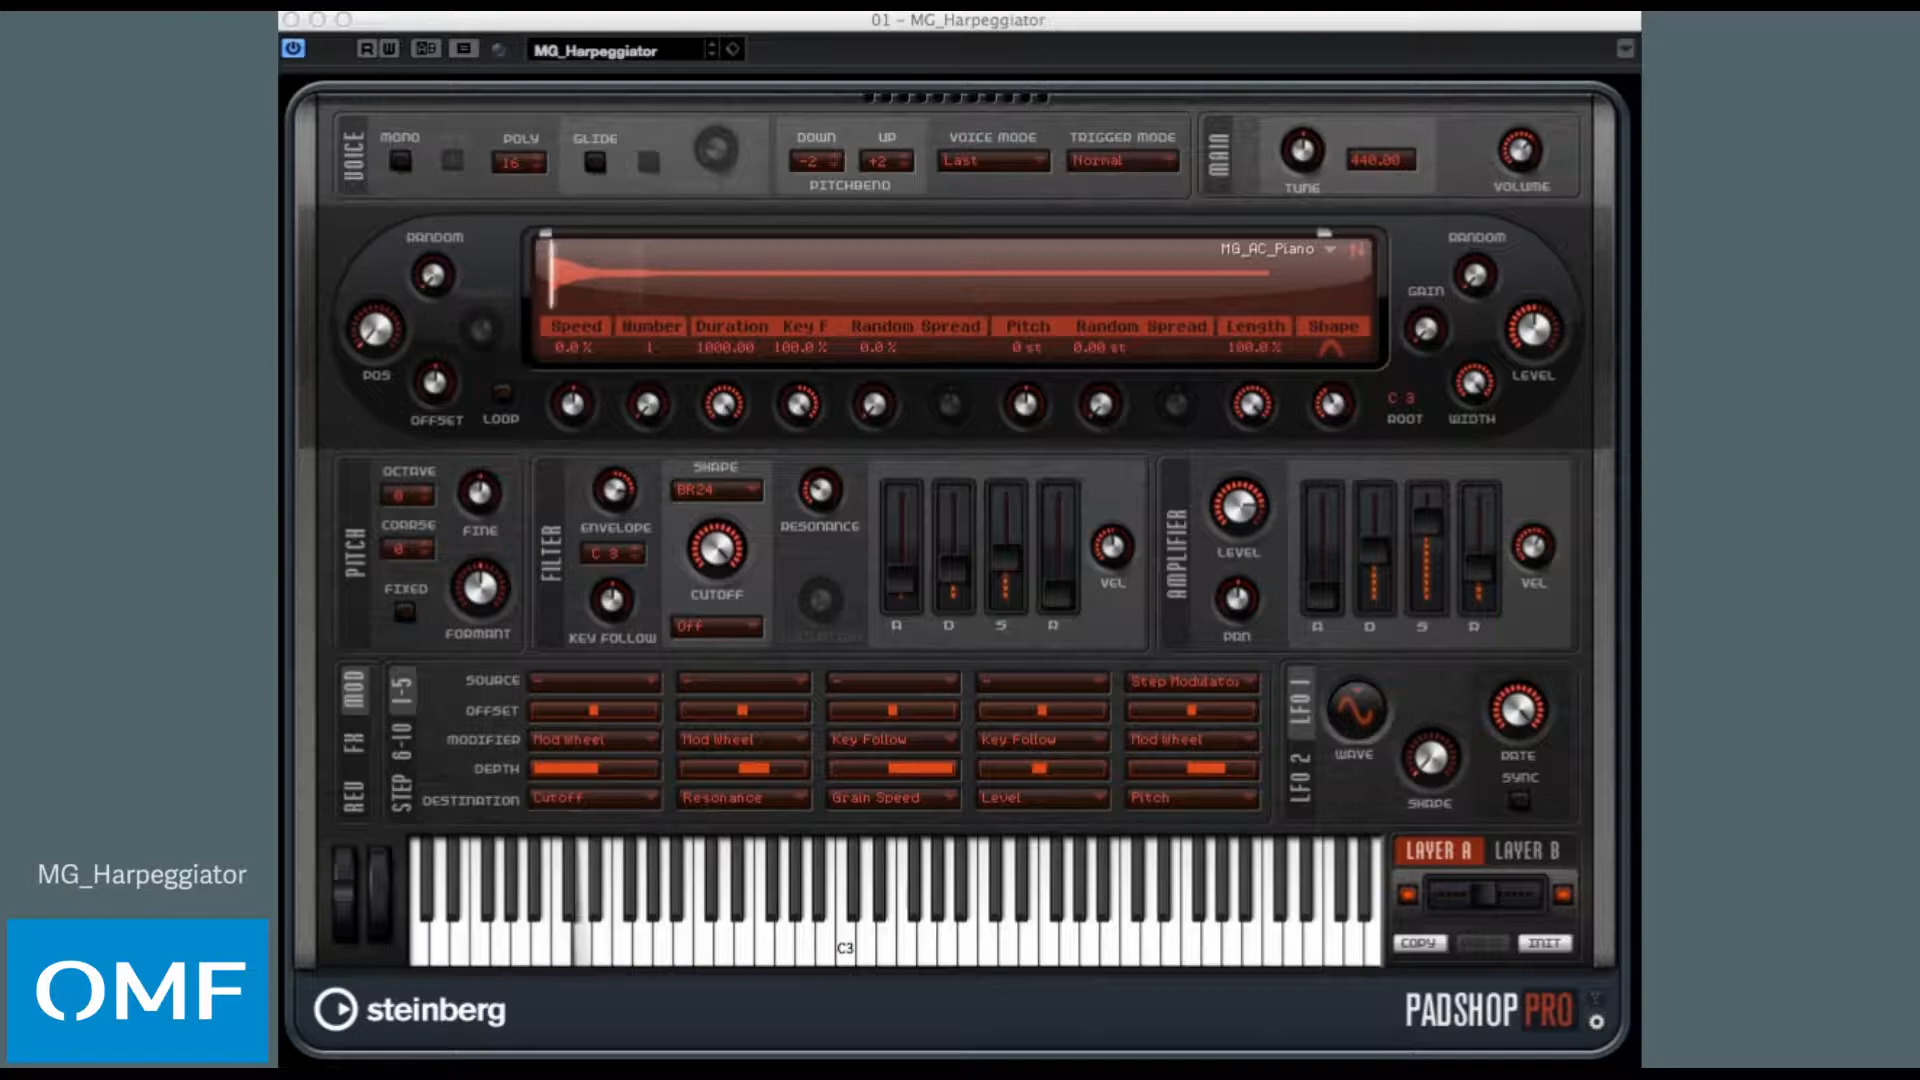 01 - MG_Harpeggiator
R W
MG_Harpeggiator
VOICE MONO POLY GLIDE DOWN UP VOICE MODE TRIGGER MODE MAIN
16 -2 +2 Last Normal 440.00
PITCHBEND TUNE VOLUME
RANDOM MG_AC_Piano RANDOM
GAIN
Speed Number Duration Key F Random Spread Pitch Random Spread Length Shape
0.0 % 1 1000.00 100.0 % 0.0 % 0 st 0.00 st 100.0 %
POS LEVEL
C 3
OFFSET LOOP ROOT WIDTH
OCTAVE SHAPE
0 BR24
COARSE FINE ENVELOPE RESONANCE
0 C 3 LEVEL
PITCH FILTER AMPLIFIER
FIXED CUTOFF VEL VEL
FORMANT KEY FOLLOW Off A D S R PAN A D S R
MOD FX REV
STEP 6-10 1-5
SOURCE - - - - Step Modulator
OFFSET
MODIFIER Mod Wheel Mod Wheel Key Follow Key Follow Mod Wheel
DEPTH
DESTINATION Cutoff Resonance Grain Speed Level Pitch
LFO 1 LFO 2
WAVE RATE
SYNC
SHAPE
LAYER A LAYER B
MG_Harpeggiator
C3
COPY INIT
OMF
steinberg
PADSHOP PRO